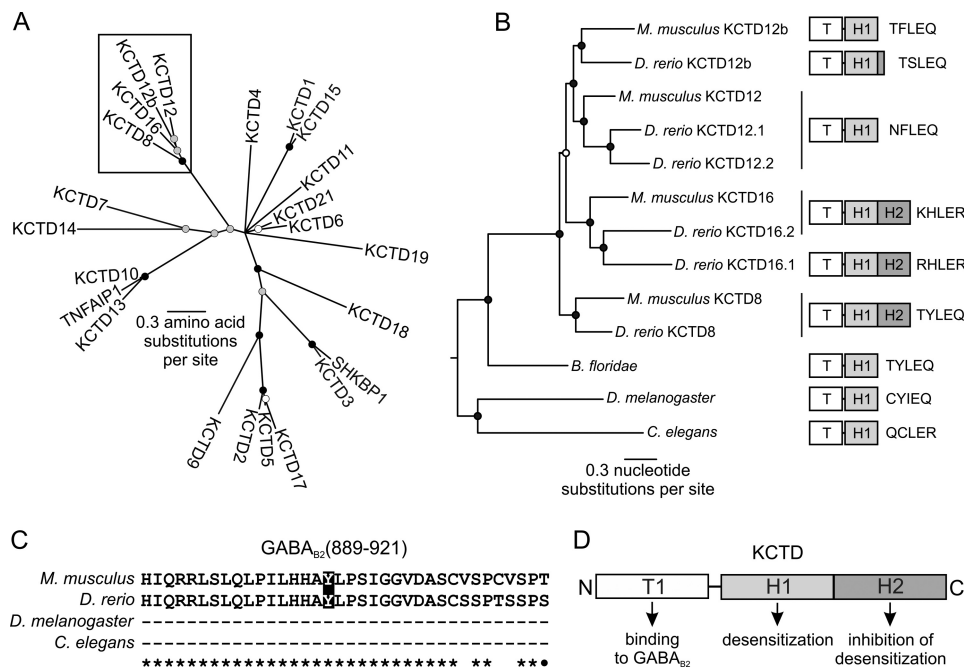 A
KCTD12
KCTD12b
KCTD16
KCTD8
KCTD4
KCTD1
KCTD15
KCTD11
KCTD21
KCTD6
KCTD19
KCTD7
KCTD14
KCTD10
TNFAIP1
KCTD13
0.3 amino acid
substitutions
per site
KCTD18
SHKBP1
KCTD3
KCTD9
KCTD2
KCTD5
KCTD17
B
M. musculus KCTD12b T H1 TFLEQ
D. rerio KCTD12b T H1 TSLEQ
M. musculus KCTD12
D. rerio KCTD12.1 T H1 NFLEQ
D. rerio KCTD12.2
M. musculus KCTD16
T H1 H2 KHLER
D. rerio KCTD16.2
D. rerio KCTD16.1 T H1 H2 RHLER
M. musculus KCTD8
T H1 H2 TYLEQ
D. rerio KCTD8
B. floridae T H1 TYLEQ
D. melanogaster T H1 CYIEQ
C. elegans T H1 QCLER
0.3 nucleotide
substitutions per site
C
GABAB2(889-921)
M. musculus HIQRRLSLQLPILHHAYLPSIGGVDASCVSPCVSPT
D. rerio HIQRRLSLQLPILHHAYLPSIGGVDASCSSPTSSPS
D. melanogaster ------------------------------------
C. elegans ------------------------------------
**************************** ** **•
D
KCTD
N T1 H1 H2 C
binding
to GABAB2
desensitization
inhibition of
desensitization